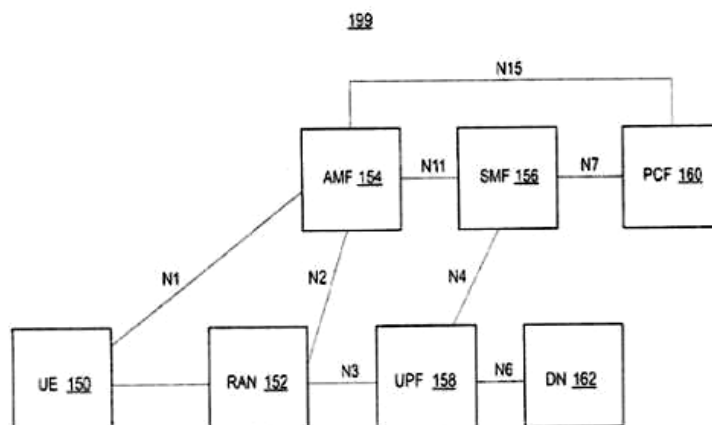 199
N15
AMF 154
N11
SMF 156
N7
PCF 160
N1
N2
N4
UE 150
RAN 152
N3
UPF 158
N6
DN 162